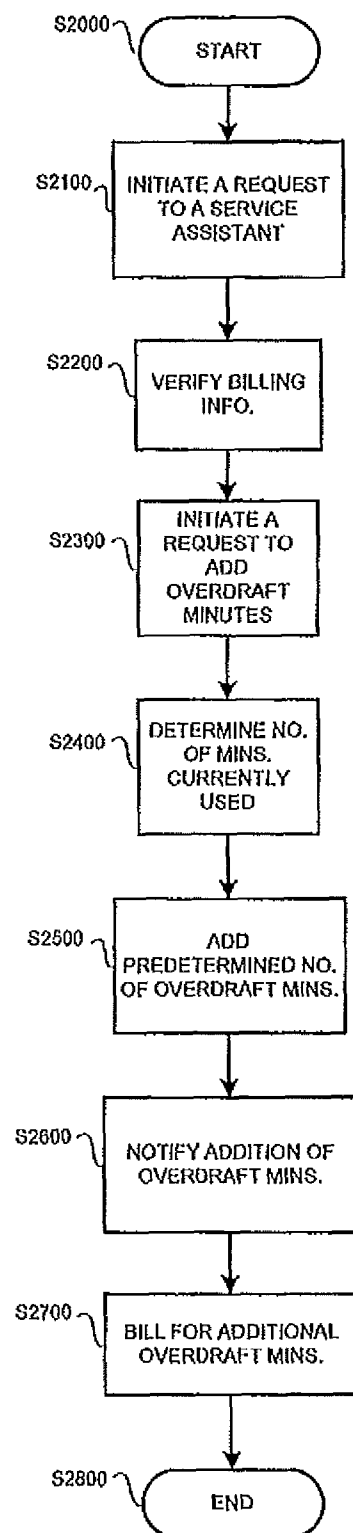 S2000
START
S2100
INITIATE A REQUEST
TO A SERVICE
ASSISTANT
S2200
VERIFY BILLING
INFO.
S2300
INITIATE A
REQUEST TO
ADD
OVERDRAFT
MINUTES
S2400
DETERMINE NO.
OF MINS.
CURRENTLY
USED
S2500
ADD
PREDETERMINED NO.
OF OVERDRAFT MINS.
S2600
NOTIFY ADDITION OF
OVERDRAFT MINS.
S2700
BILL FOR ADDITIONAL
OVERDRAFT MINS.
S2800
END